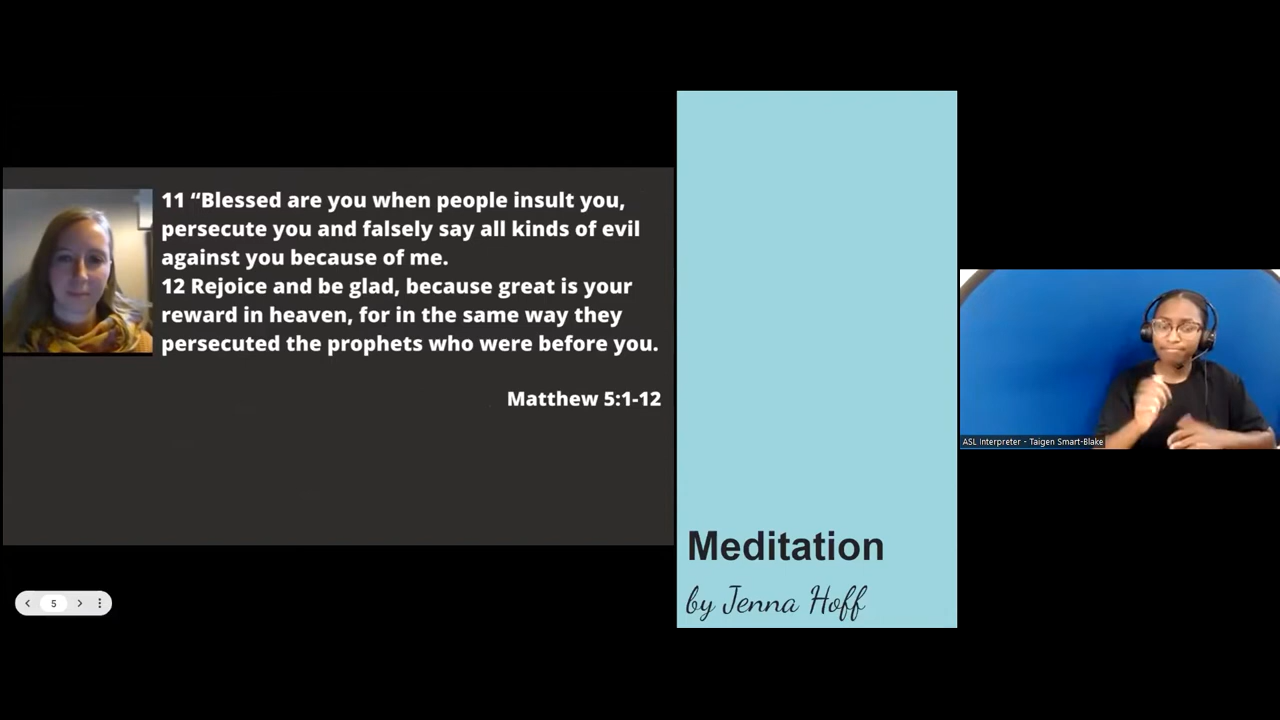 11 “Blessed are you when people insult you,
persecute you and falsely say all kinds of evil
against you because of me.
12 Rejoice and be glad, because great is your
reward in heaven, for in the same way they
persecuted the prophets who were before you.
Matthew 5:1-12
Meditation
by Jenna Hoff
ASL Interpreter - Taigen Smart-Blake
5